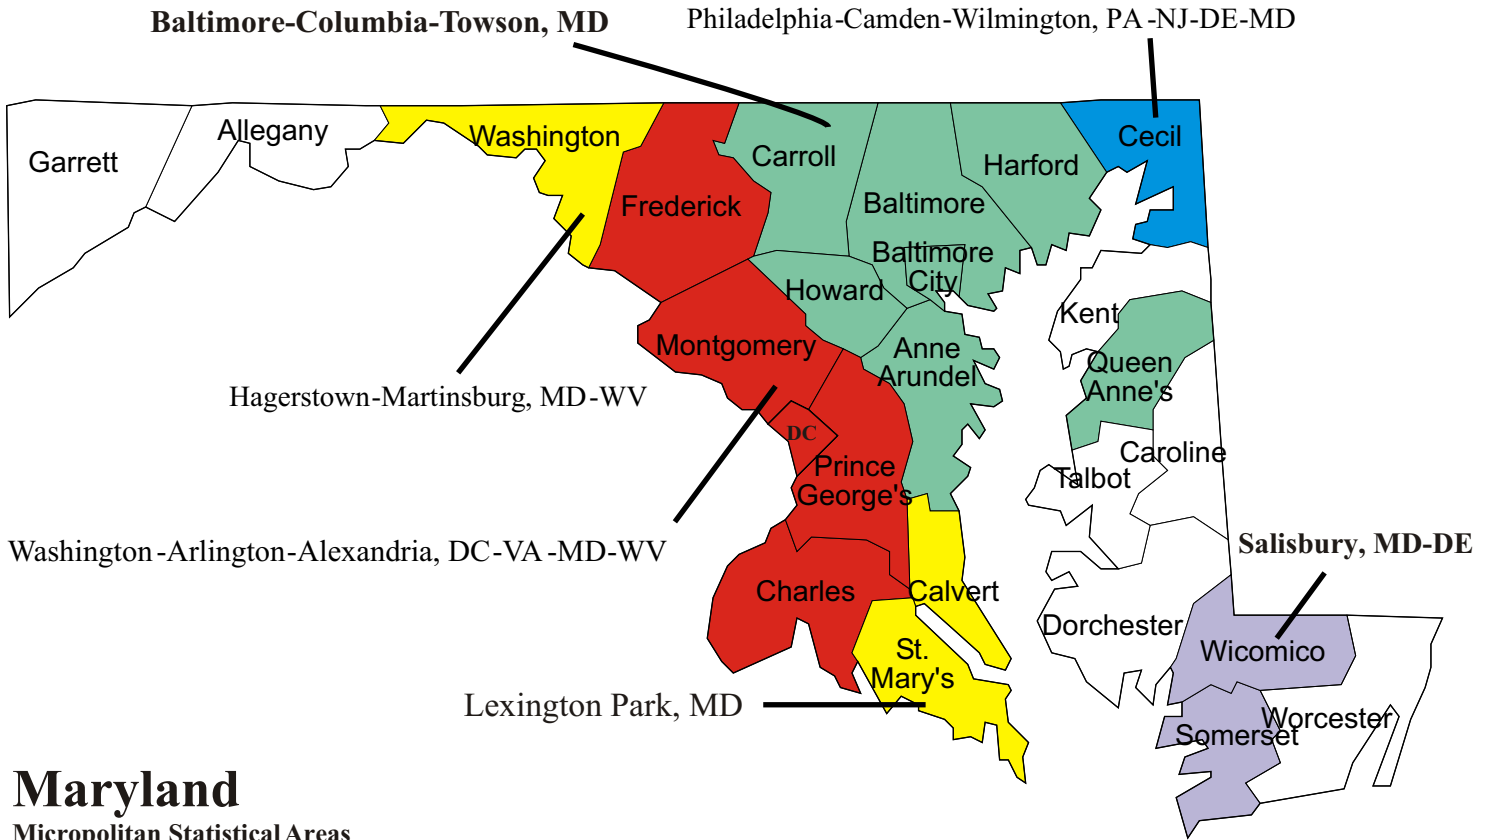 Baltimore-Columbia-Towson, MD
Philadelphia-Camden-Wilmington, PA-NJ-DE-MD
Garrett
Allegany
Washington
Frederick
Carroll
Baltimore
Harford
Cecil
Baltimore
City
Howard
Montgomery
Anne
Arundel
Kent
Queen
Anne's
Hagerstown-Martinsburg, MD-WV
DC
Prince
George's
Caroline
Talbot
Washington-Arlington-Alexandria, DC-VA-MD-WV
Salisbury, MD-DE
Charles
Calvert
Dorchester
St.
Mary's
Wicomico
Lexington Park, MD
Worcester
Somerset
Maryland
Micropolitan Statistical Areas